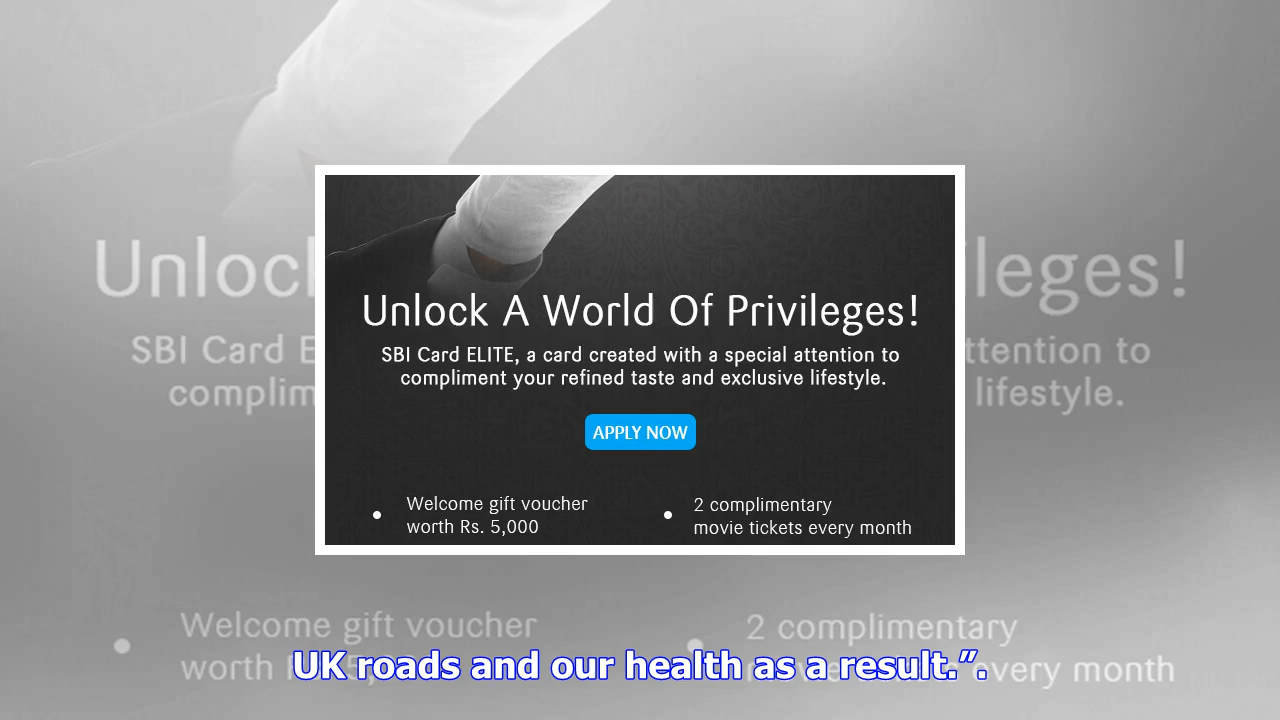 Unlock A World Of Privileges!
SBI Card ELITE, a card created with a special attention to
compliment your refined taste and exclusive lifestyle.
APPLY NOW
• Welcome gift voucher
worth Rs. 5,000
• 2 complimentary
movie tickets every month
UK roads and our health as a result.”.